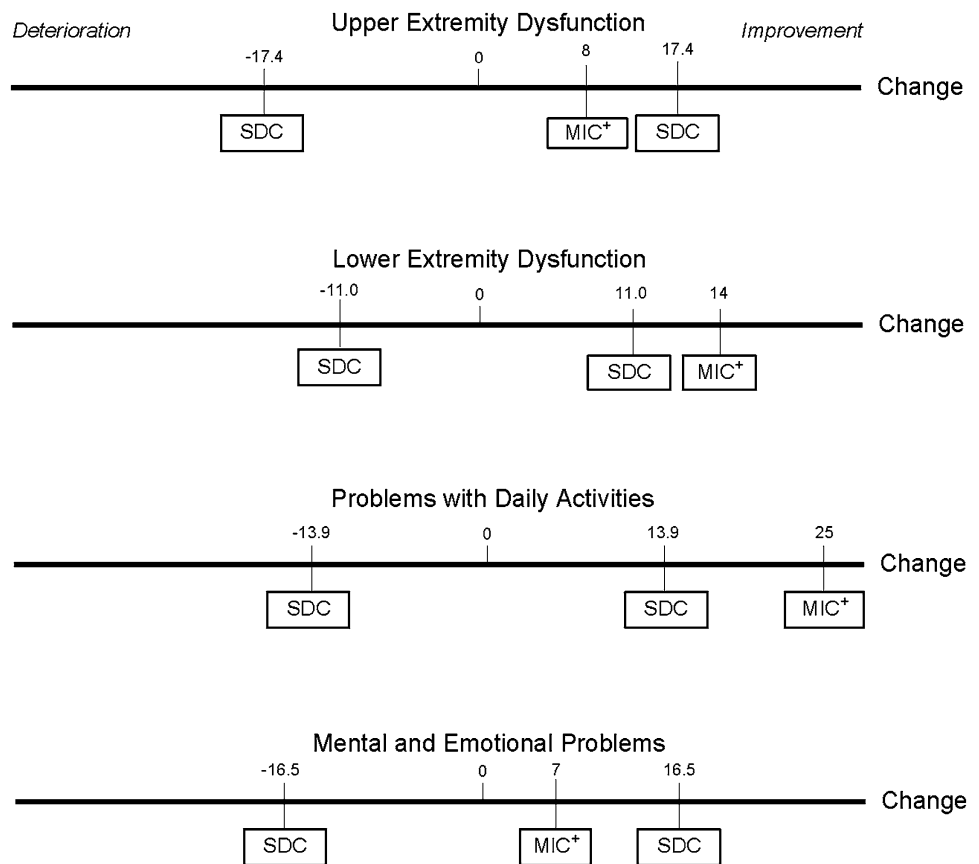 Deterioration Upper Extremity Dysfunction Improvement
-17.4 0 8 17.4
Change
SDC MIC⁺ SDC
Lower Extremity Dysfunction
-11.0 0 11.0 14
Change
SDC SDC MIC⁺
Problems with Daily Activities
-13.9 0 13.9 25
Change
SDC SDC MIC⁺
Mental and Emotional Problems
-16.5 0 7 16.5
Change
SDC MIC⁺ SDC